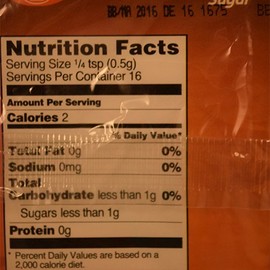 Sugar
BB/MA 2016 DE 16 1675 BE
Nutrition Facts
Serving Size ¼ tsp (0.5g)
Servings Per Container 16
Amount Per Serving
Calories 2
% Daily Value*
Total Fat 0g 0%
Sodium 0mg 0%
Total
Carbohydrate less than 1g 0%
Sugars less than 1g
Protein 0g
* Percent Daily Values are based on a
2,000 calorie diet.